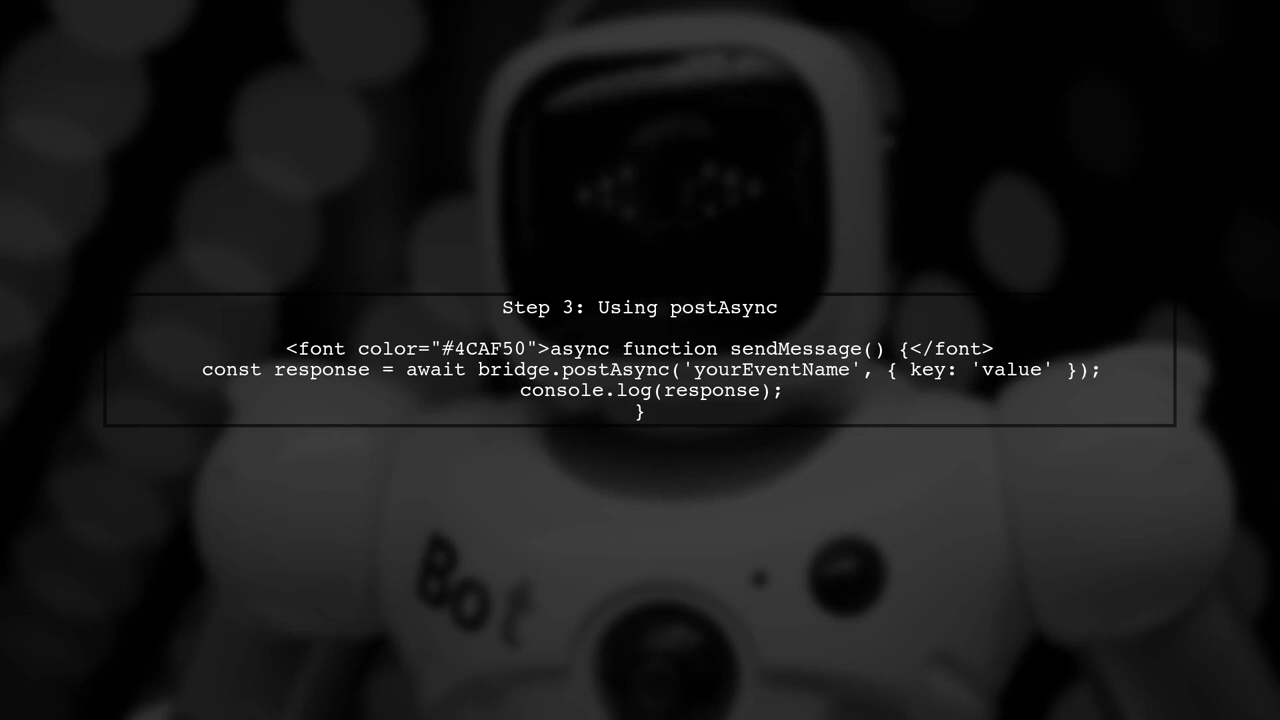 Step 3: Using postAsync
<font color="#4CAF50">async function sendMessage() {</font>
const response = await bridge.postAsync('yourEventName', { key: 'value' });
console.log(response);
}
Bot